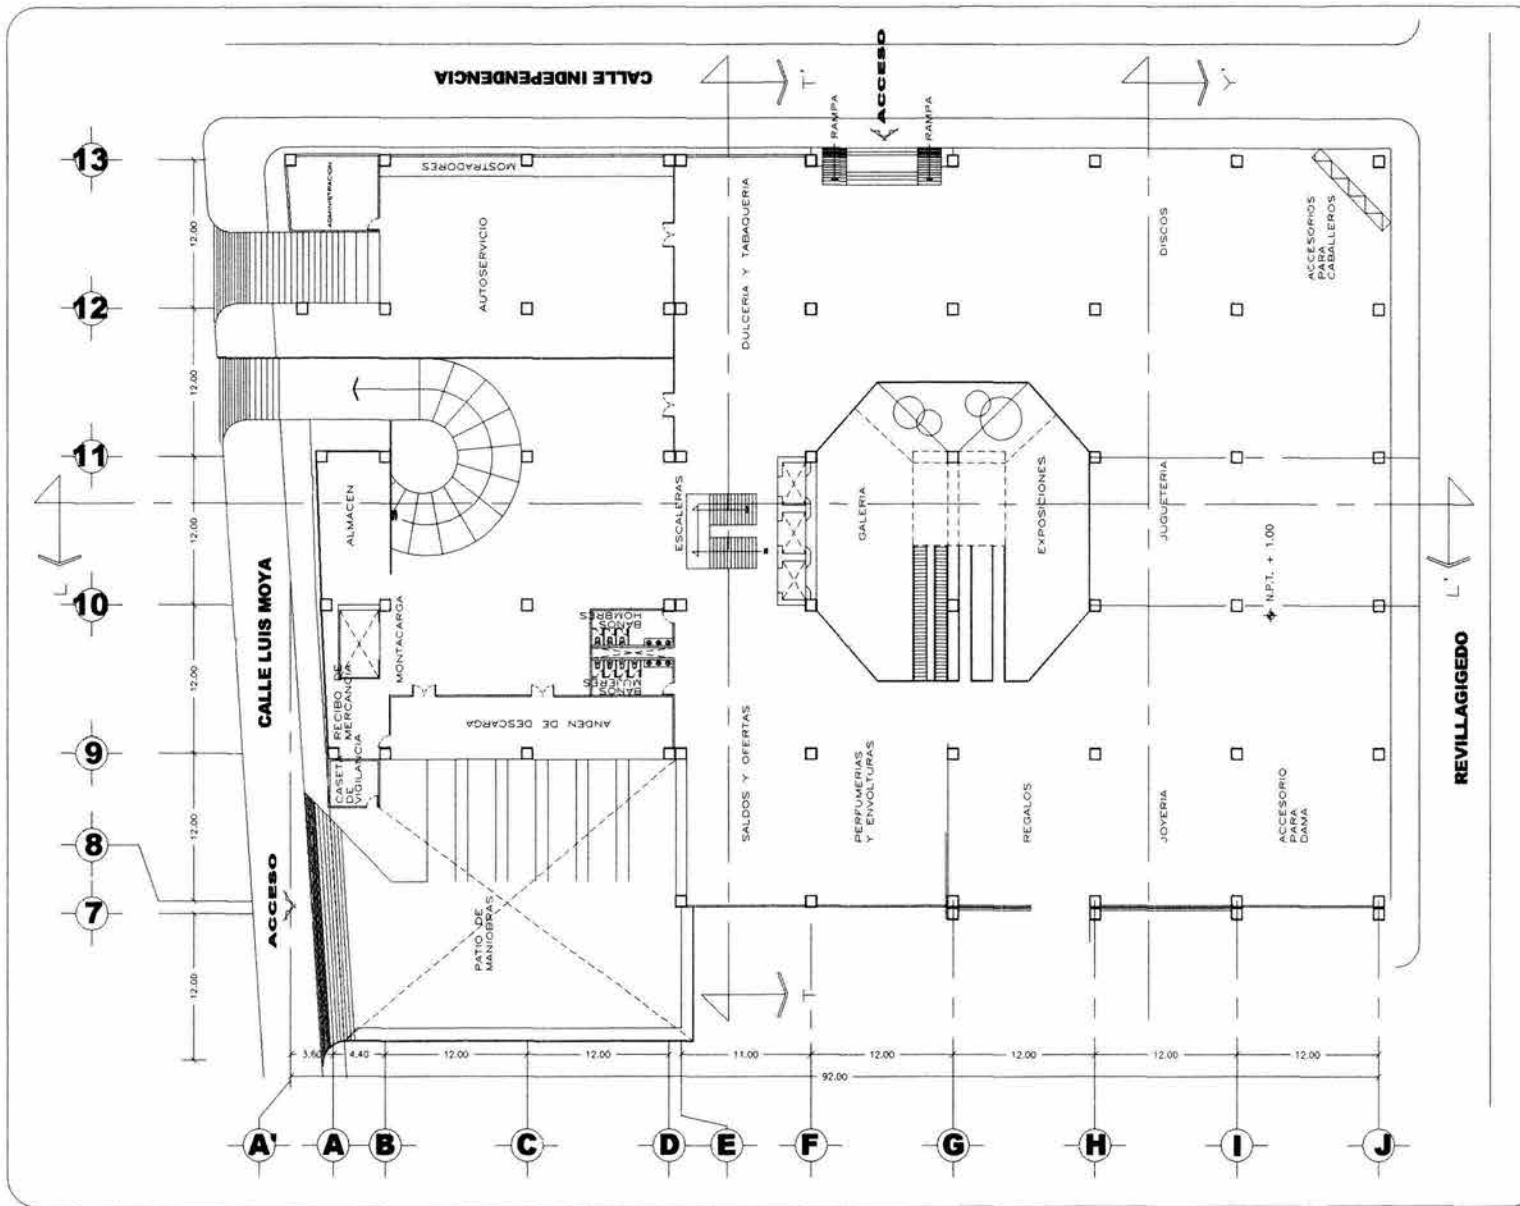 CALLE INDEPENDENCIA
ACCESO
T'
Y'
RAMPA
RAMPA
13
MOSTRADORES
ADMINISTRACION
12.00
AUTOSERVICIO
DULCERIA Y TABAQUERIA
DISCOS
ACCESORIOS
PARA
CABALLEROS
12
12.00
11
ALMACEN
ESCALERAS
GALERIA
EXPOSICIONES
JUGUETERIA
N.P.T. + 1.00
12.00
L
L'
10
CALLE LUIS MOYA
MONTACARGA
BAÑOS
HOMBRES
BAÑOS
MUJERES
RECIBO DE
MERCANCIA
12.00
ANDEN DE DESCARGA
REVILLAGIGEDO
9
CASETA
DE
VIGILANCIA
SALDOS Y OFERTAS
PERFUMERIAS
Y ENVOLTURAS
REGALOS
JOYERIA
ACCESORIO
PARA
DAMA
12.00
8
7
ACCESO
PATIO DE
MANIOBRAS
12.00
T
3.60
4.40
12.00
12.00
11.00
12.00
12.00
12.00
12.00
92.00
A'
A
B
C
D
E
F
G
H
I
J